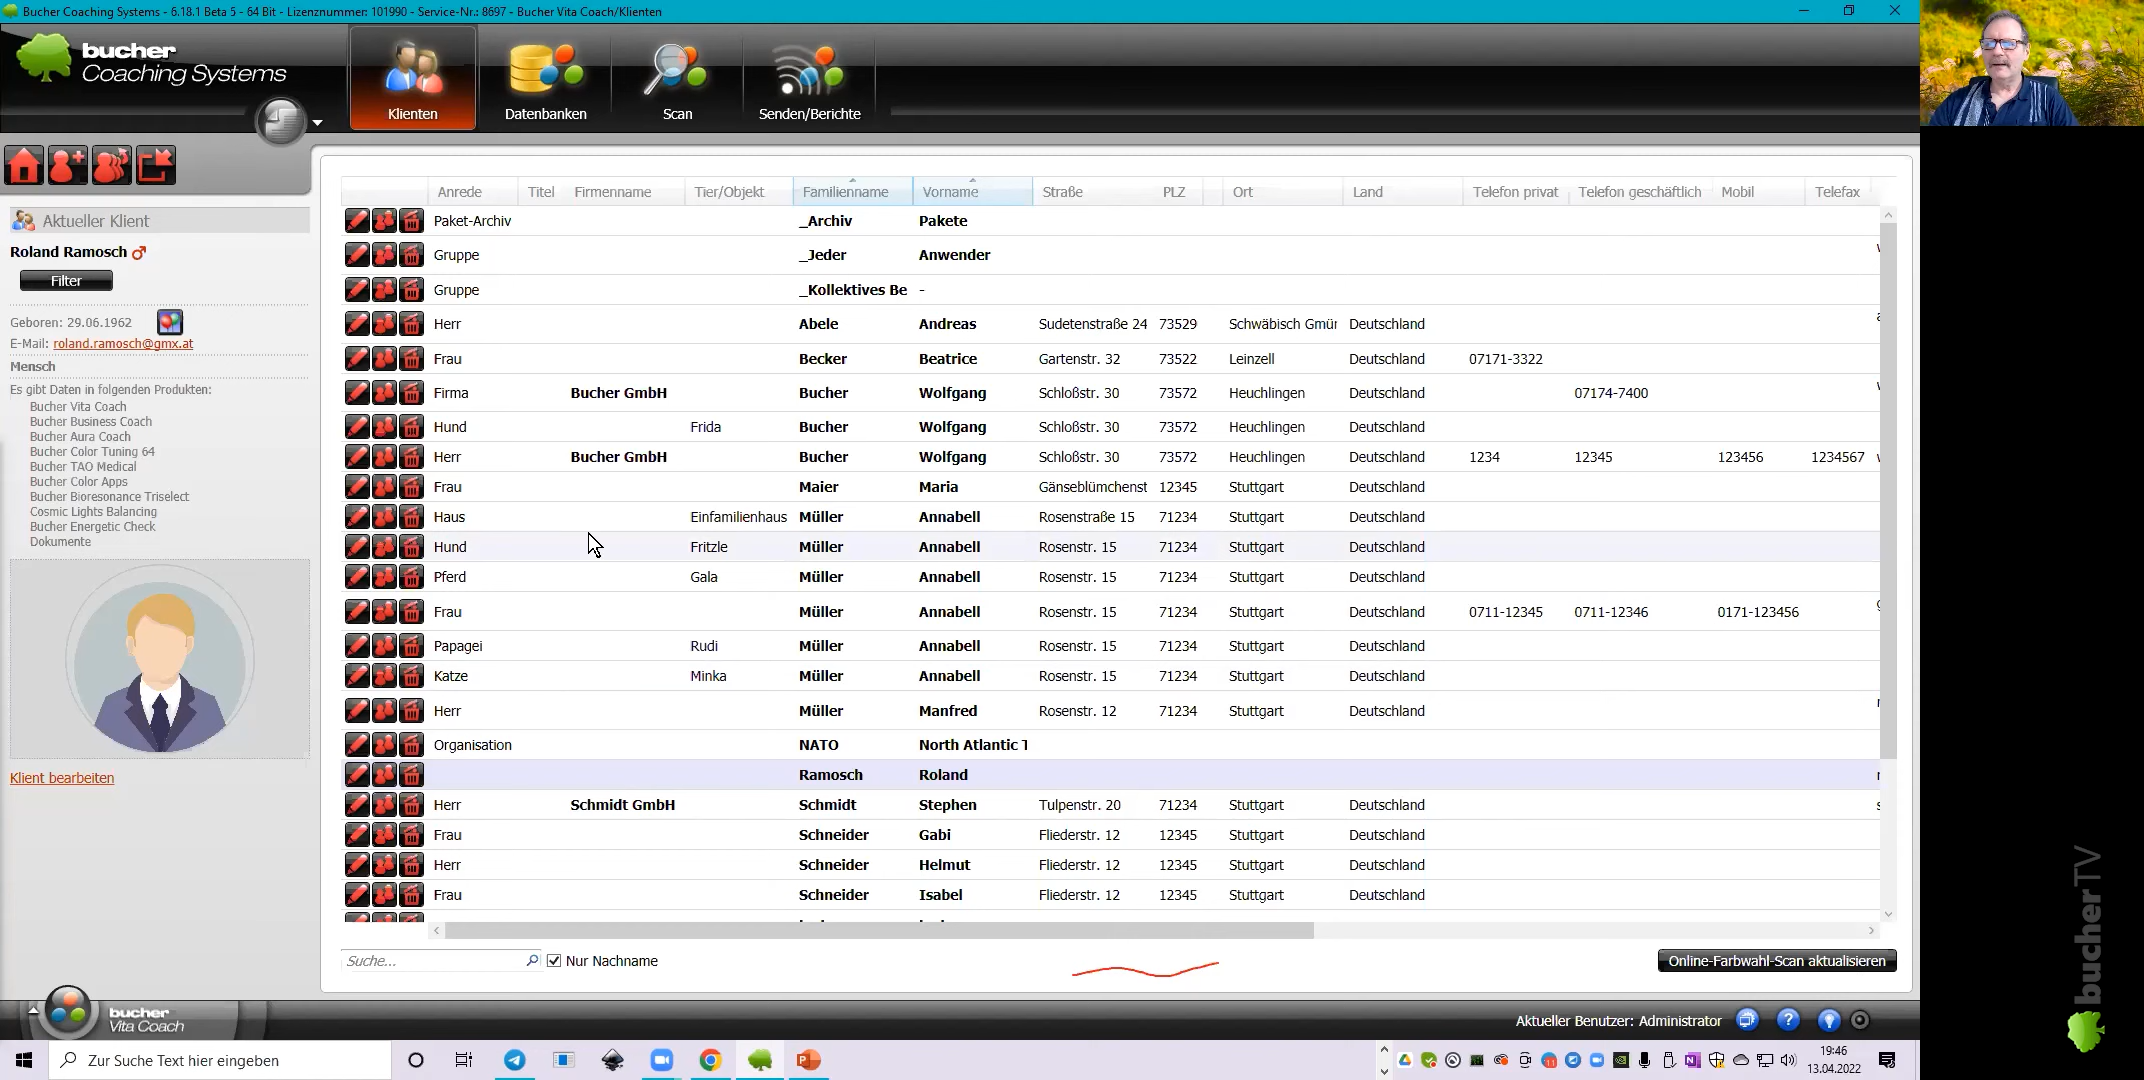 Bucher Coaching Systems - 6.18.1 Beta 5 - 64 Bit - Lizenznummer: 101990 - Service-Nr.: 8697 - Bucher Vita Coach/Klienten
bucher
Coaching Systems
Klienten
Datenbanken
Scan
Senden/Berichte
Aktueller Klient
Roland Ramosch
Filter
Geboren: 29.06.1962
E-Mail: roland.ramosch@gmx.at
Mensch
Es gibt Daten in folgenden Produkten:
Bucher Vita Coach
Bucher Business Coach
Bucher Aura Coach
Bucher Color Tuning 64
Bucher TAO Medical
Bucher Color Apps
Bucher Bioresonance Triselect
Cosmic Lights Balancing
Bucher Energetic Check
Dokumente
Klient bearbeiten
Anrede Titel Firmenname Tier/Objekt Familienname Vorname Straße PLZ Ort Land Telefon privat Telefon geschäftlich Mobil Telefax
Paket-Archiv _Archiv Pakete
Gruppe _Jeder Anwender
Gruppe _Kollektives Be -
Herr Abele Andreas Sudetenstraße 24 73529 Schwäbisch Gmür Deutschland
Frau Becker Beatrice Gartenstr. 32 73522 Leinzell Deutschland 07171-3322
Firma Bucher GmbH Bucher Wolfgang Schloßstr. 30 73572 Heuchlingen Deutschland 07174-7400
Hund Frida Bucher Wolfgang Schloßstr. 30 73572 Heuchlingen Deutschland
Herr Bucher GmbH Bucher Wolfgang Schloßstr. 30 73572 Heuchlingen Deutschland 1234 12345 123456 1234567
Frau Maier Maria Gänseblümchenst 12345 Stuttgart Deutschland
Haus Einfamilienhaus Müller Annabell Rosenstraße 15 71234 Stuttgart Deutschland
Hund Fritzle Müller Annabell Rosenstr. 15 71234 Stuttgart Deutschland
Pferd Gala Müller Annabell Rosenstr. 15 71234 Stuttgart Deutschland
Frau Müller Annabell Rosenstr. 15 71234 Stuttgart Deutschland 0711-12345 0711-12346 0171-123456
Papagei Rudi Müller Annabell Rosenstr. 15 71234 Stuttgart Deutschland
Katze Minka Müller Annabell Rosenstr. 15 71234 Stuttgart Deutschland
Herr Müller Manfred Rosenstr. 12 71234 Stuttgart Deutschland
Organisation NATO North Atlantic T
Ramosch Roland
Herr Schmidt GmbH Schmidt Stephen Tulpenstr. 20 71234 Stuttgart Deutschland
Frau Schneider Gabi Fliederstr. 12 12345 Stuttgart Deutschland
Herr Schneider Helmut Fliederstr. 12 12345 Stuttgart Deutschland
Frau Schneider Isabel Fliederstr. 12 12345 Stuttgart Deutschland
Suche...
Nur Nachname
Online-Farbwahl-Scan aktualisieren
bucher
Vita Coach
Aktueller Benutzer: Administrator
Zur Suche Text hier eingeben
19:46
13.04.2022
bucherTV